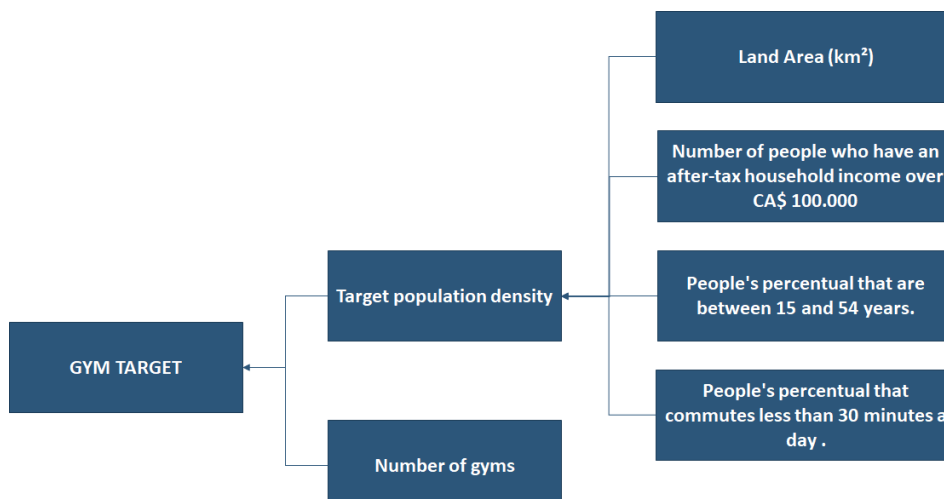 Land Area (km²)
Number of people who have an
after-tax household income over
CA$ 100.000
Target population density
People's percentual that are
between 15 and 54 years.
GYM TARGET
People's percentual that
commutes less than 30 minutes a
day .
Number of gyms